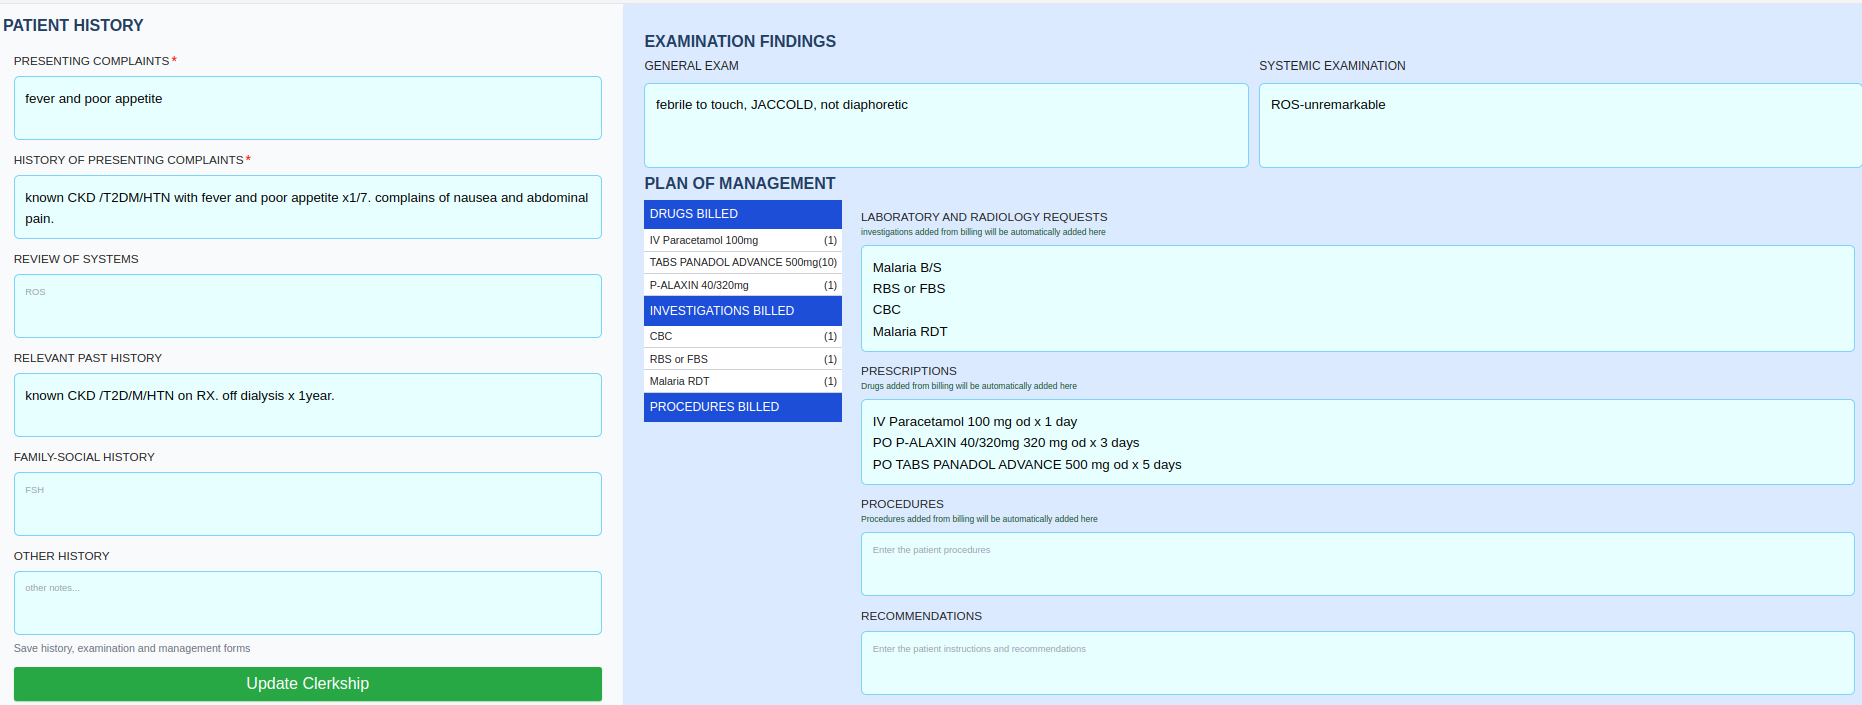 PATIENT HISTORY
PRESENTING COMPLAINTS*
fever and poor appetite
HISTORY OF PRESENTING COMPLAINTS*
known CKD /T2DM/HTN with fever and poor appetite x1/7. complains of nausea and abdominal
pain.
REVIEW OF SYSTEMS
ROS
RELEVANT PAST HISTORY
known CKD /T2D/M/HTN on RX. off dialysis x 1year.
FAMILY-SOCIAL HISTORY
FSH
OTHER HISTORY
other notes...
Save history, examination and management forms
Update Clerkship
EXAMINATION FINDINGS
GENERAL EXAM
febrile to touch, JACCOLD, not diaphoretic
SYSTEMIC EXAMINATION
ROS-unremarkable
PLAN OF MANAGEMENT
DRUGS BILLED
IV Paracetamol 100mg (1)
TABS PANADOL ADVANCE 500mg(10)
P-ALAXIN 40/320mg (1)
INVESTIGATIONS BILLED
CBC (1)
RBS or FBS (1)
Malaria RDT (1)
PROCEDURES BILLED
LABORATORY AND RADIOLOGY REQUESTS
investigations added from billing will be automatically added here
Malaria B/S
RBS or FBS
CBC
Malaria RDT
PRESCRIPTIONS
Drugs added from billing will be automatically added here
IV Paracetamol 100 mg od x 1 day
PO P-ALAXIN 40/320mg 320 mg od x 3 days
PO TABS PANADOL ADVANCE 500 mg od x 5 days
PROCEDURES
Procedures added from billing will be automatically added here
Enter the patient procedures
RECOMMENDATIONS
Enter the patient instructions and recommendations